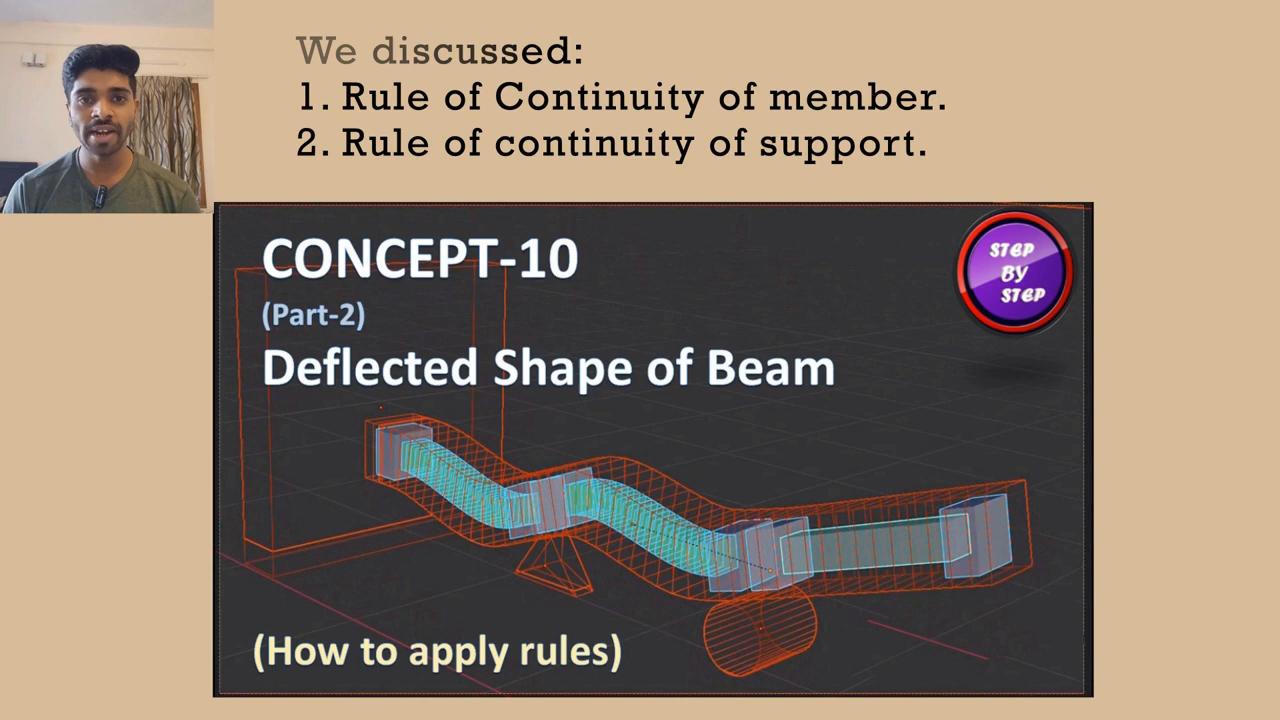 We discussed:
1. Rule of Continuity of member.
2. Rule of continuity of support.
CONCEPT-10
(Part-2)
Deflected Shape of Beam
STEP
BY
STEP
(How to apply rules)